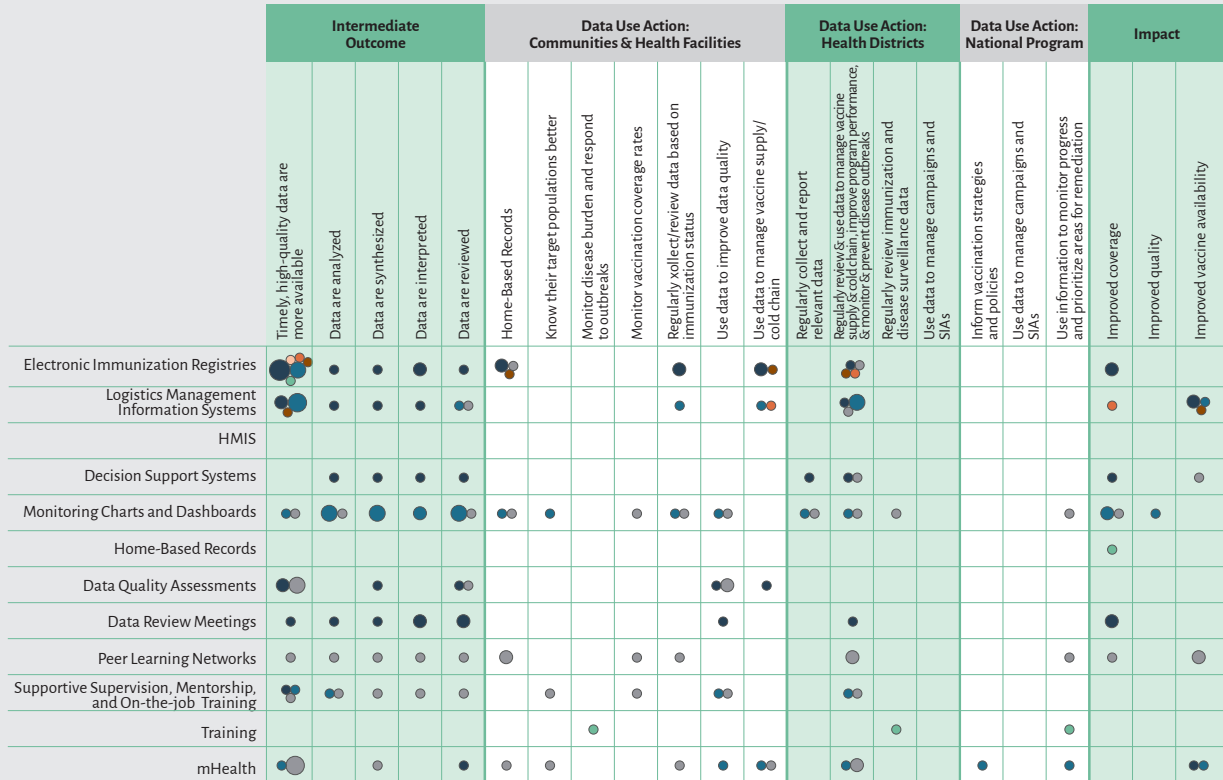 Intermediate
Outcome
Data Use Action:
Communities & Health Facilities
Data Use Action:
Health Districts
Data Use Action:
National Program
Impact
Timely, high-quality data are
more available
Data are analyzed
Data are synthesized
Data are interpreted
Data are reviewed
Home-Based Records
Know their target populations better
Monitor disease burden and respond
to outbreaks
Monitor vaccination coverage rates
Regularly xollect/review data based on
immunization status
Use data to improve data quality
Use data to manage vaccine supply/
cold chain
Regularly collect and report
relevant data
Regularly review & use data to manage vaccine
supply & cold chain, improve program performance,
& monitor & prevent disease outbreaks
Regularly review immunization and
disease surveillance data
Use data to manage campaigns and
SIAs
Inform vaccination strategies
and policies
Use data to manage campaigns and
SIAs
Use information to monitor progress
and prioritize areas for remediation
Improved coverage
Improved quality
Improved vaccine availability
Electronic Immunization Registries
Logistics Management
Information Systems
HMIS
Decision Support Systems
Monitoring Charts and Dashboards
Home-Based Records
Data Quality Assessments
Data Review Meetings
Peer Learning Networks
Supportive Supervision, Mentorship,
and On-the-job Training
Training
mHealth